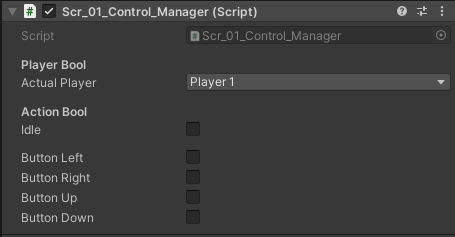 Scr_01_Control_Manager (Script)
Script Scr_01_Control_Manager
Player Bool
Actual Player Player 1
Action Bool
Idle
Button Left
Button Right
Button Up
Button Down